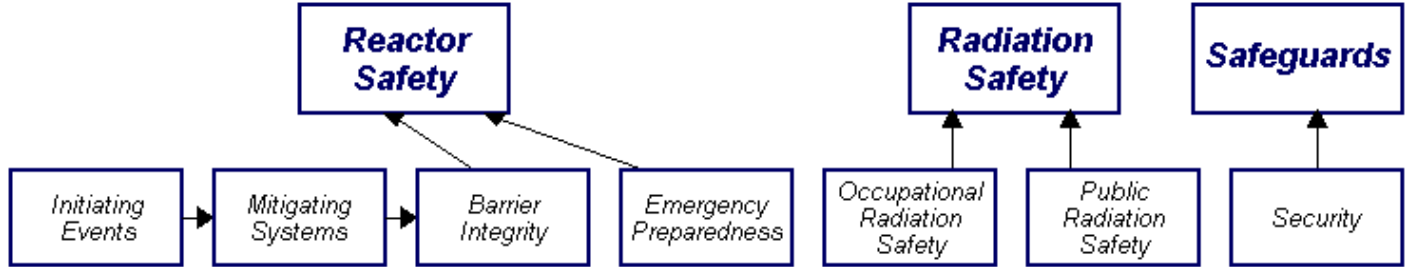 Reactor
Safety
Radiation
Safety
Safeguards
Initiating
Events
Mitigating
Systems
Barrier
Integrity
Emergency
Preparedness
Occupational
Radiation
Safety
Public
Radiation
Safety
Security